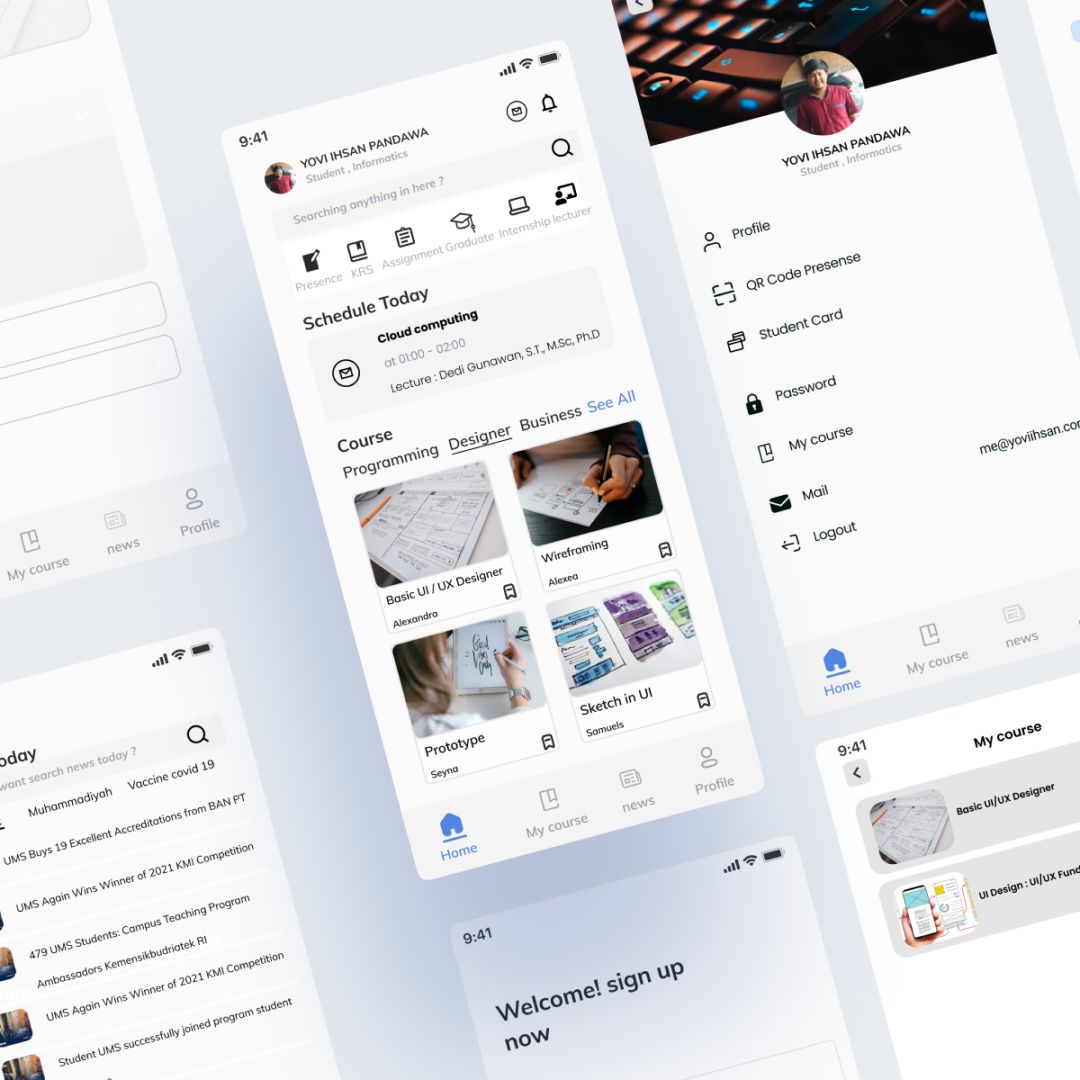 9:41
YOVI IHSAN PANDAWA
Student , Informatics
Searching anything in here ?
Presence
KRS
Assignment
Graduate
Internship
lecturer
Schedule Today
Cloud computing
at 01:00 - 02:00
Lecture : Dedi Gunawan, S.T., M.Sc, Ph.D
Course
See All
Programming
Designer
Business
Basic UI / UX Designer
Alexandra
Wireframing
Alexea
Prototype
Seyna
Sketch in UI
Samuels
Home
My course
news
Profile
YOVI IHSAN PANDAWA
Student , Informatics
Profile
QR Code Presense
Student Card
Password
My course
me@yoviihsan.co
Mail
Logout
Home
My course
news
My course
news
Profile
want search news today ?
Muhammadiyah
Vaccine covid 19
UMS Buys 19 Excellent Accreditations from BAN PT
UMS Again Wins Winner of 2021 KMI Competition
479 UMS Students: Campus Teaching Program
Ambassadors Kemensikbudriatek RI
UMS Again Wins Winner of 2021 KMI Competition
Student UMS successfully joined program student
9:41
Welcome! sign up
now
9:41
My course
Basic UI/UX Designer
UI Design : UI/UX Fund